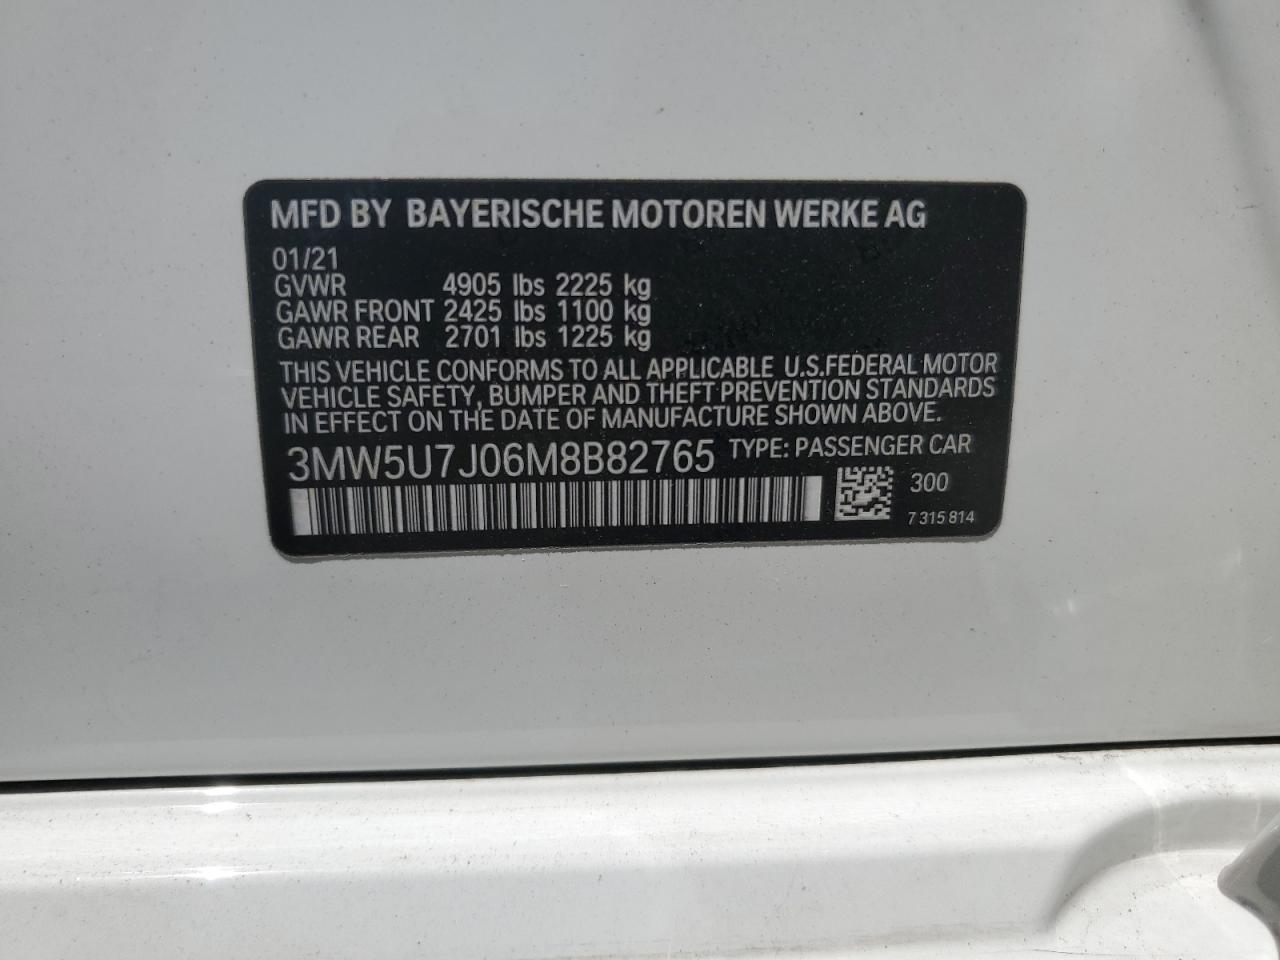 MFD BY BAYERISCHE MOTOREN WERKE AG
01/21
GVWR 4905 lbs 2225 kg
GAWR FRONT 2425 lbs 1100 kg
GAWR REAR 2701 lbs 1225 kg
THIS VEHICLE CONFORMS TO ALL APPLICABLE U.S.FEDERAL MOTOR
VEHICLE SAFETY, BUMPER AND THEFT PREVENTION STANDARDS
IN EFFECT ON THE DATE OF MANUFACTURE SHOWN ABOVE.
3MW5U7J06M8B82765 TYPE: PASSENGER CAR
300
7 315 814